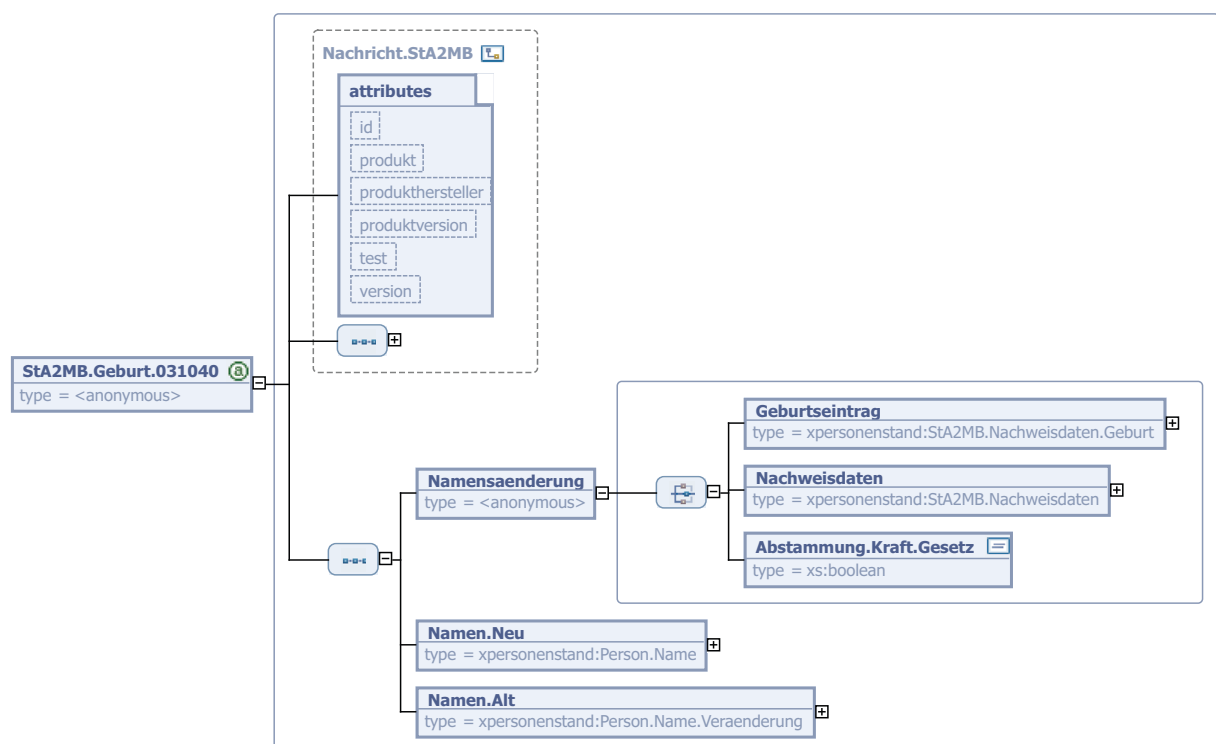 Nachricht.StA2MB
attributes
id
produkt
produkthersteller
produktversion
test
version
StA2MB.Geburt.031040 @
type = <anonymous>
Geburtseintrag
type = xpersonenstand:StA2MB.Nachweisdaten.Geburt
Namensaenderung
type = <anonymous>
Nachweisdaten
type = xpersonenstand:StA2MB.Nachweisdaten
Abstammung.Kraft.Gesetz
type = xs:boolean
Namen.Neu
type = xpersonenstand:Person.Name
Namen.Alt
type = xpersonenstand:Person.Name.Veraenderung